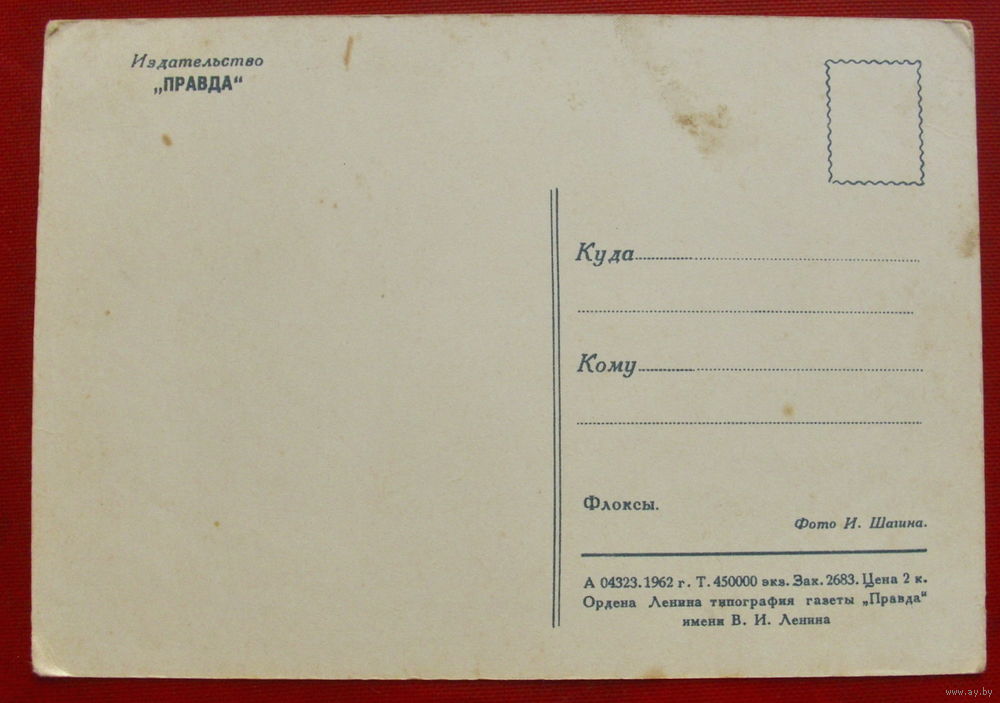 Издательство
„ПРАВДА“
Куда
Кому
Флоксы.
Фото И. Шагина.
А 04323. 1962 г. Т. 450000 экз. Зак. 2683. Цена 2 к.
Ордена Ленина типография газеты „Правда“
имени В. И. Ленина
www.ay.by